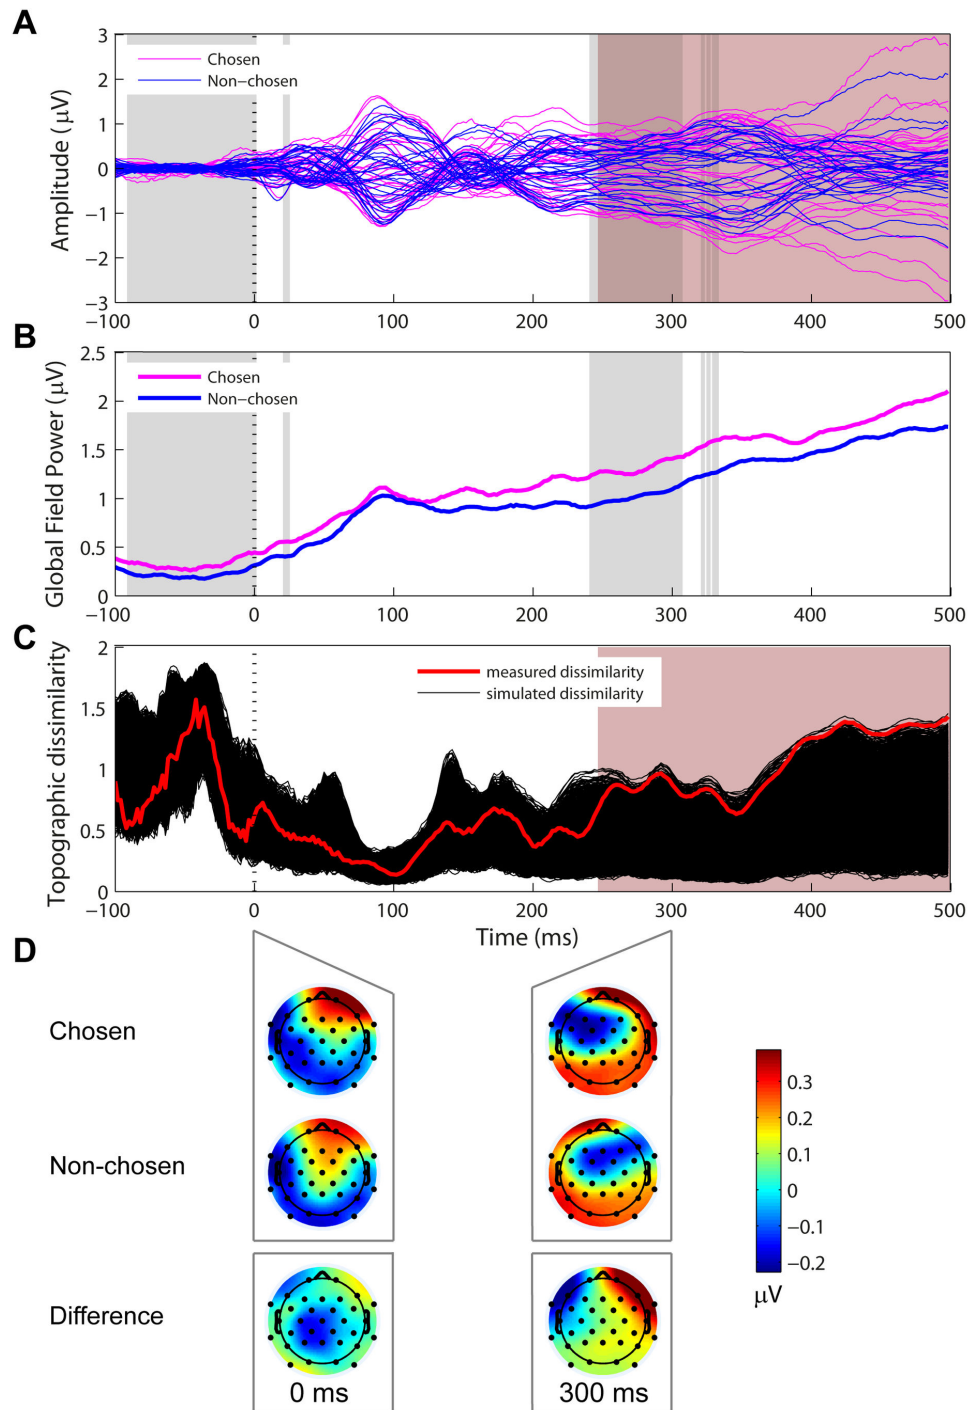 A
3
2
1
0
−1
−2
−3
Amplitude (μV)
Chosen
Non−chosen
−100 0 100 200 300 400 500
B
2.5
2
1.5
1
0.5
0
Global Field Power (μV)
Chosen
Non−chosen
−100 0 100 200 300 400 500
C
2
1.5
1
0.5
0
Topographic dissimilarity
measured dissimilarity
simulated dissimilarity
−100 0 100 200 300 400 500
Time (ms)
D
Chosen
Non-chosen
Difference
0 ms 300 ms
0.3
0.2
0.1
0
−0.1
−0.2
μV